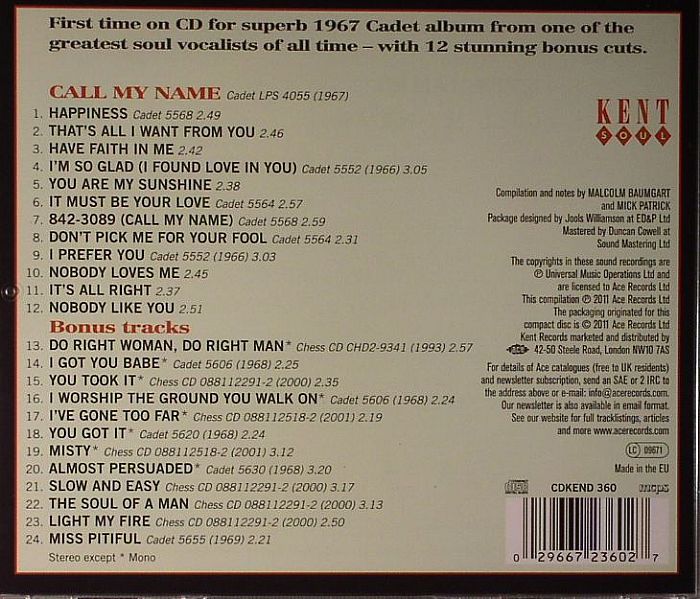 First time on CD for superb 1967 Cadet album from one of the
greatest soul vocalists of all time – with 12 stunning bonus cuts.
CALL MY NAME Cadet LPS 4055 (1967)
1. HAPPINESS Cadet 5568 2.49
2. THAT'S ALL I WANT FROM YOU 2.46
3. HAVE FAITH IN ME 2.42
4. I'M SO GLAD (I FOUND LOVE IN YOU) Cadet 5552 (1966) 3.05
5. YOU ARE MY SUNSHINE 2.38
6. IT MUST BE YOUR LOVE Cadet 5564 2.57
7. 842-3089 (CALL MY NAME) Cadet 5568 2.59
8. DON'T PICK ME FOR YOUR FOOL Cadet 5564 2.31
9. I PREFER YOU Cadet 5552 (1966) 3.03
10. NOBODY LOVES ME 2.45
11. IT'S ALL RIGHT 2.37
12. NOBODY LIKE YOU 2.51
Bonus tracks
13. DO RIGHT WOMAN, DO RIGHT MAN* Chess CD CHD2-9341 (1993) 2.57
14. I GOT YOU BABE* Cadet 5606 (1968) 2.25
15. YOU TOOK IT* Chess CD 088112291-2 (2000) 2.35
16. I WORSHIP THE GROUND YOU WALK ON* Cadet 5606 (1968) 2.24
17. I'VE GONE TOO FAR* Chess CD 088112518-2 (2001) 2.19
18. YOU GOT IT* Cadet 5620 (1968) 2.24
19. MISTY* Chess CD 088112518-2 (2001) 3.12
20. ALMOST PERSUADED* Cadet 5630 (1968) 3.20
21. SLOW AND EASY Chess CD 088112291-2 (2000) 3.17
22. THE SOUL OF A MAN Chess CD 088112291-2 (2000) 3.13
23. LIGHT MY FIRE Chess CD 088112291-2 (2000) 2.50
24. MISS PITIFUL Cadet 5655 (1969) 2.21
Stereo except * Mono
KENT
SOUL
Compilation and notes by MALCOLM BAUMGART
and MICK PATRICK
Package designed by Jools Williamson at ED&P Ltd
Mastered by Duncan Cowell at
Sound Mastering Ltd
The copyrights in these sound recordings are
℗ Universal Music Operations Ltd and
are licensed to Ace Records Ltd
This compilation ℗ 2011 Ace Records Ltd
The packaging originated for this
compact disc is © 2011 Ace Records Ltd
Kent Records marketed and distributed by
ACE 42-50 Steele Road, London NW10 7AS
For details of Ace catalogues (free to UK residents)
and newsletter subscription, send an SAE or 2 IRC to
the address above or e-mail: info@acerecords.com
Our newsletter is also available in email format.
See our website for full tracklistings, articles
and more www.acerecords.com
LC 09671
Made in the EU
CDKEND 360
mcps
0 29667 23602 7